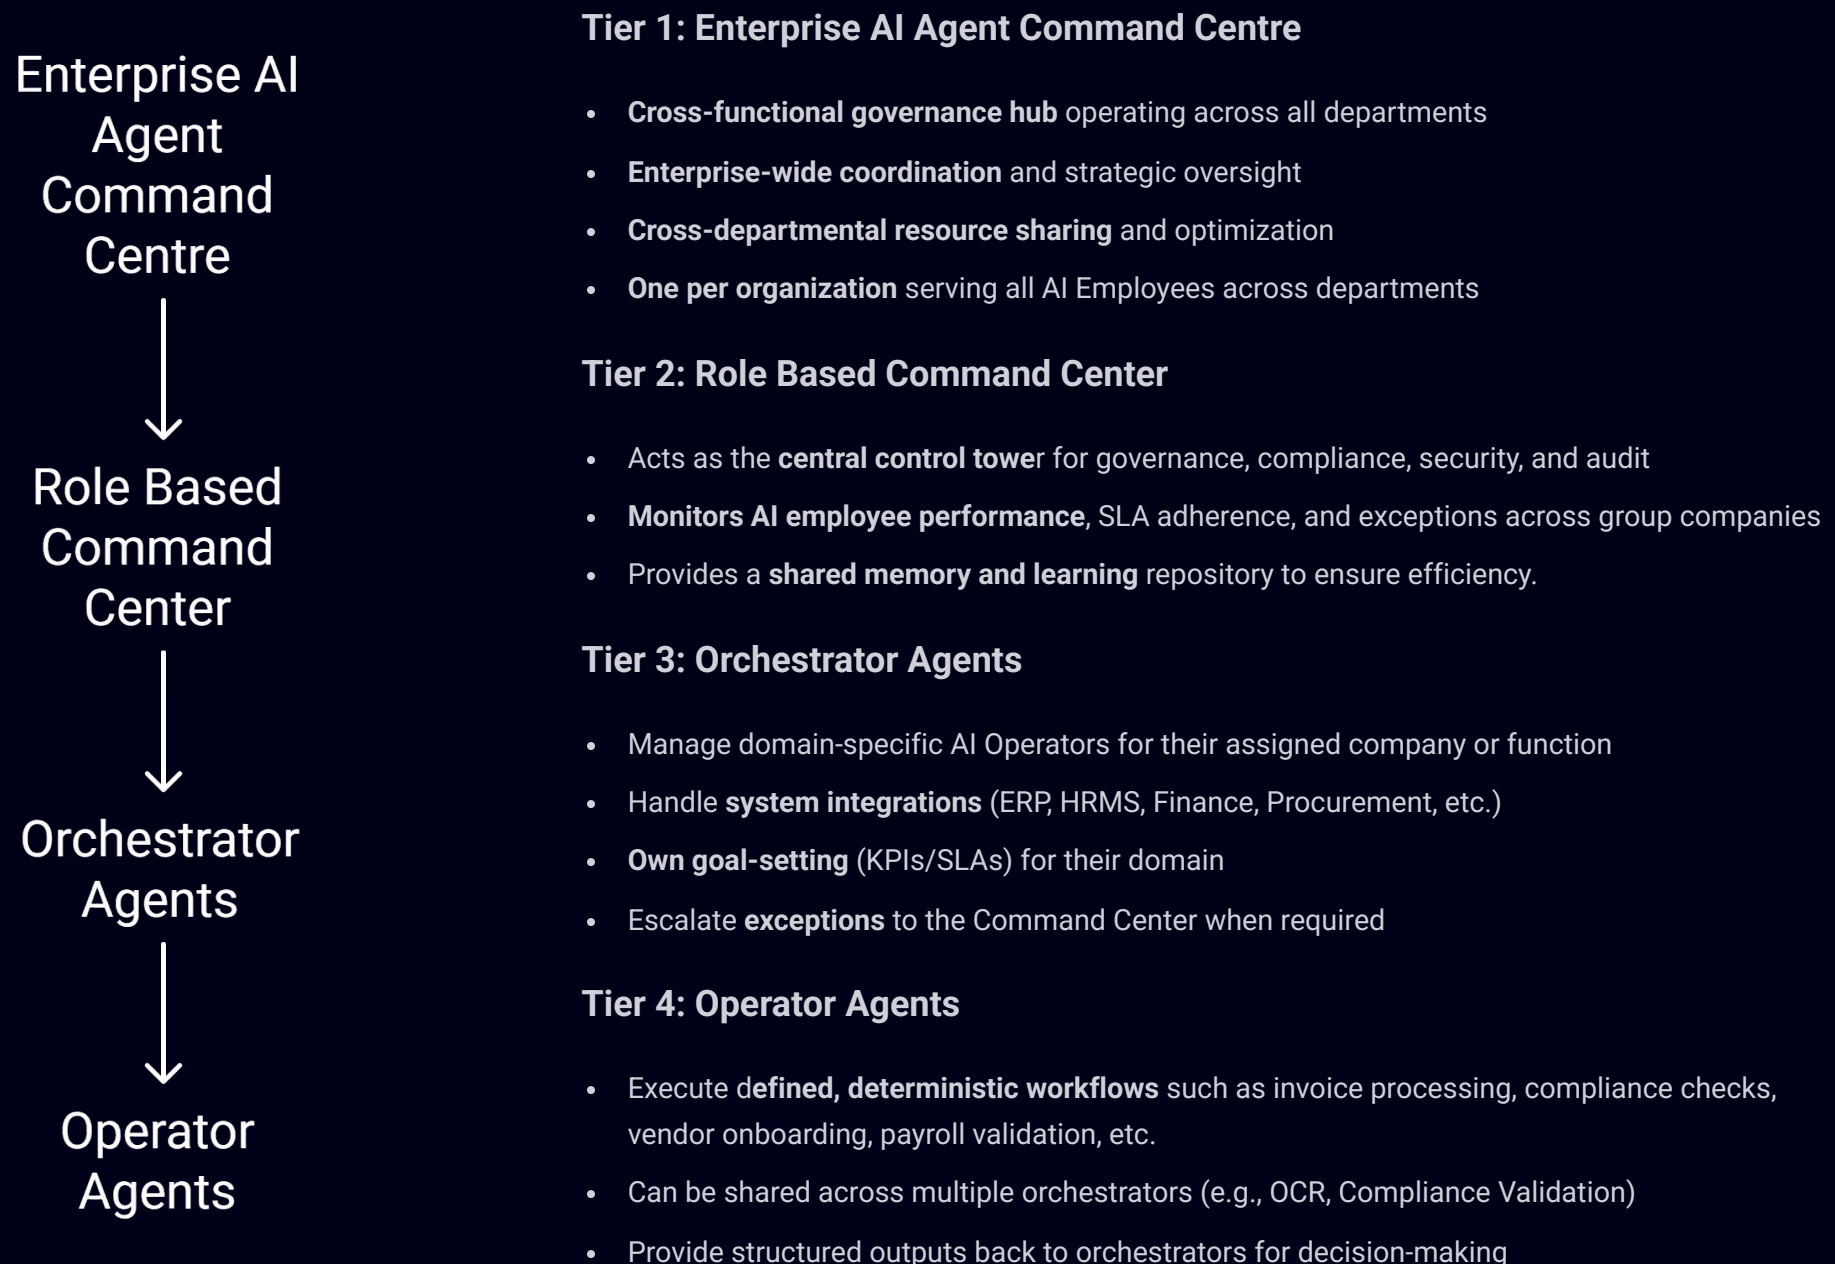 Enterprise AI
Agent
Command
Centre
Role Based
Command
Center
Orchestrator
Agents
Operator
Agents
Tier 1: Enterprise AI Agent Command Centre
• Cross-functional governance hub operating across all departments
• Enterprise-wide coordination and strategic oversight
• Cross-departmental resource sharing and optimization
• One per organization serving all AI Employees across departments
Tier 2: Role Based Command Center
• Acts as the central control tower for governance, compliance, security, and audit
• Monitors AI employee performance, SLA adherence, and exceptions across group companies
• Provides a shared memory and learning repository to ensure efficiency.
Tier 3: Orchestrator Agents
• Manage domain-specific AI Operators for their assigned company or function
• Handle system integrations (ERP, HRMS, Finance, Procurement, etc.)
• Own goal-setting (KPIs/SLAs) for their domain
• Escalate exceptions to the Command Center when required
Tier 4: Operator Agents
• Execute defined, deterministic workflows such as invoice processing, compliance checks,
vendor onboarding, payroll validation, etc.
• Can be shared across multiple orchestrators (e.g., OCR, Compliance Validation)
• Provide structured outputs back to orchestrators for decision-making